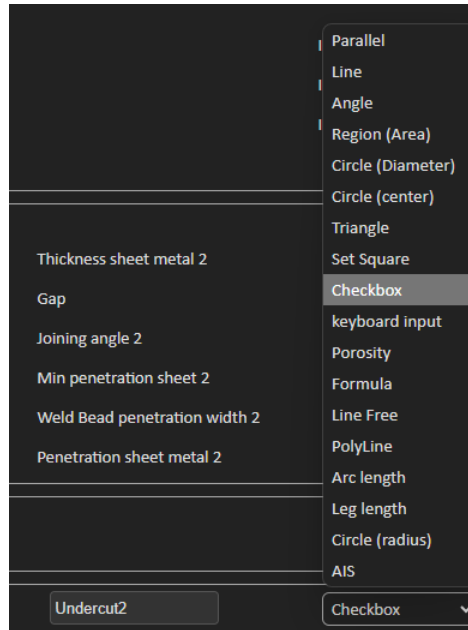 Parallel
Line
Angle
Region (Area)
Circle (Diameter)
Circle (center)
Triangle
Thickness sheet metal 2
Set Square
Gap
Checkbox
keyboard input
Joining angle 2
Porosity
Min penetration sheet 2
Formula
Weld Bead penetration width 2
Line Free
PolyLine
Penetration sheet metal 2
Arc length
Leg length
Circle (radius)
AIS
Undercut2
Checkbox